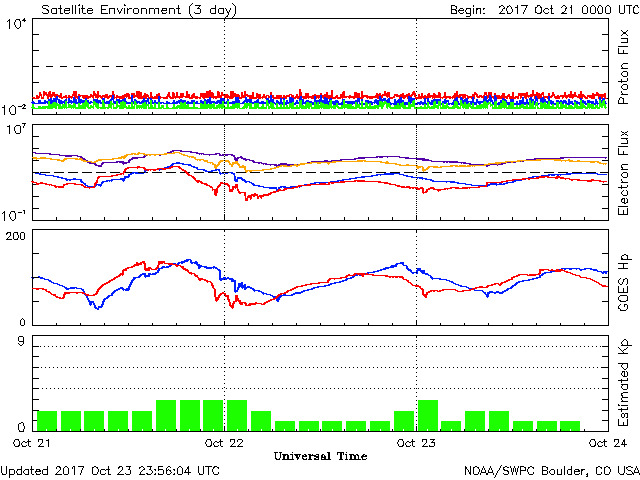 Satellite Environment (3 day) Begin: 2017 Oct 21 0000 UTC
10^4
10^-2
Proton Flux
10^7
10^-1
Electron Flux
200
0
GOES Hp
9
0
Estimated Kp
Oct 21 Oct 22 Oct 23 Oct 24
Universal Time
Updated 2017 Oct 23 23:56:04 UTC NOAA/SWPC Boulder, CO USA